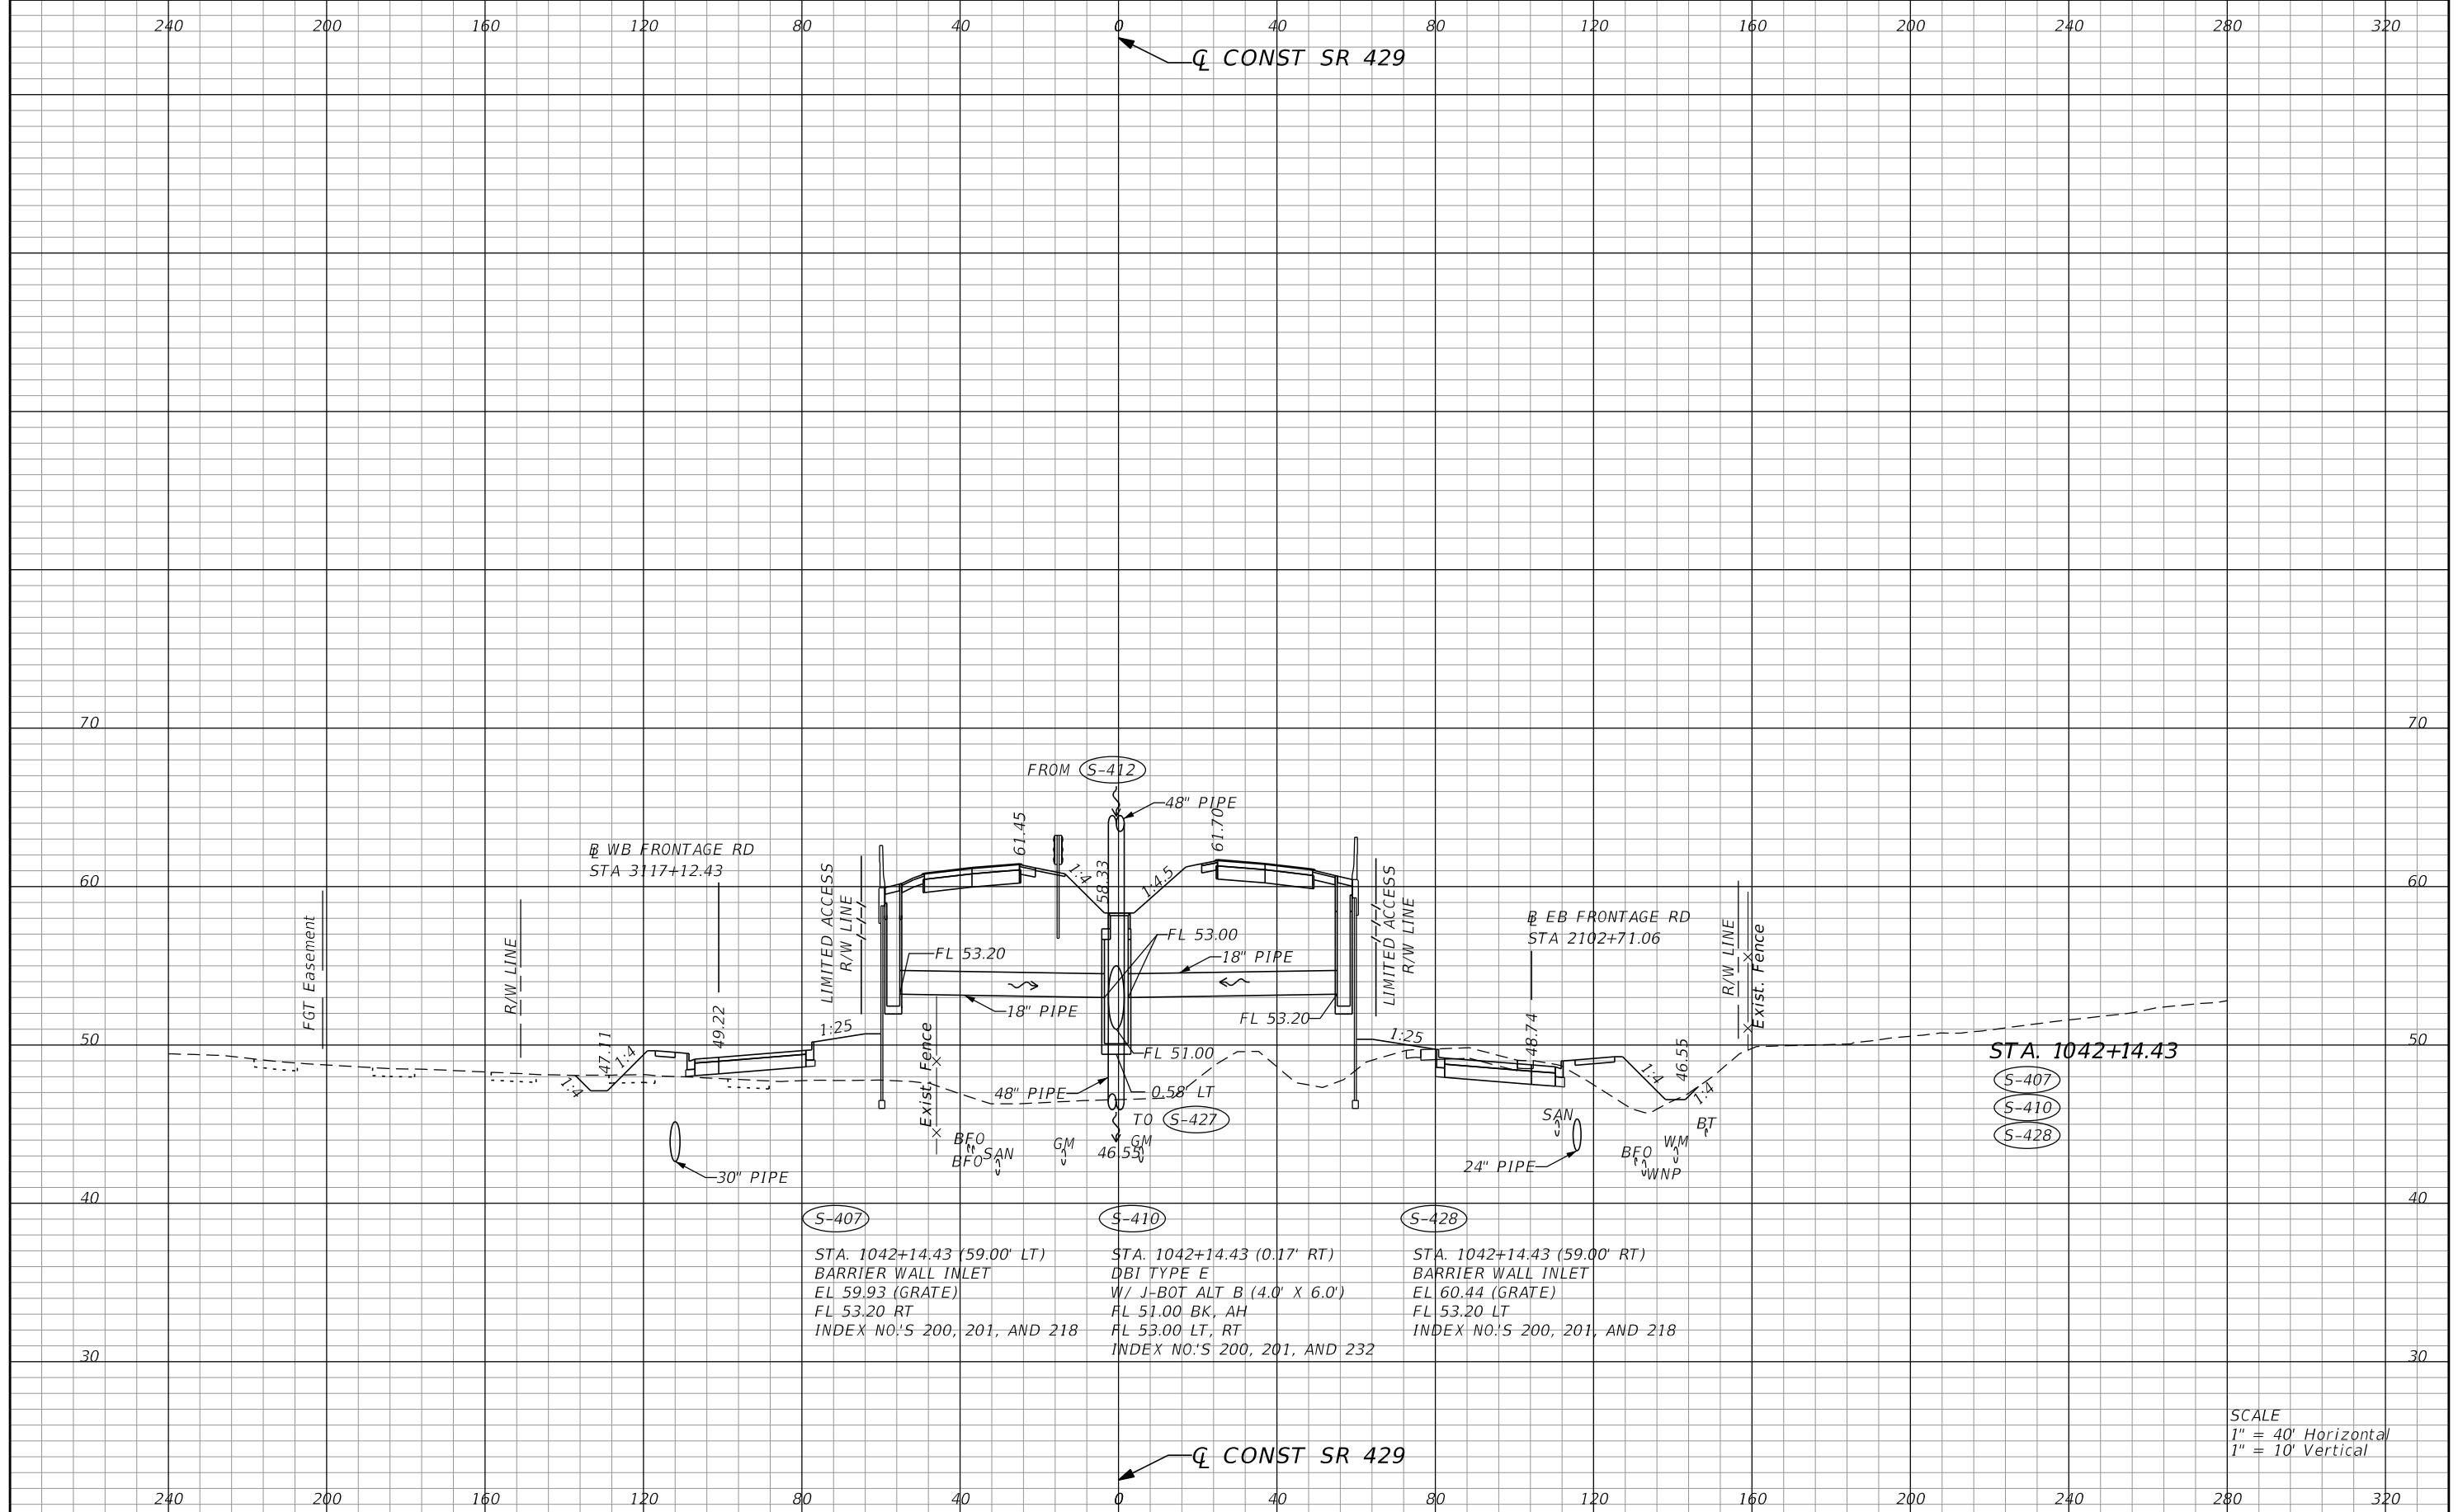 240 200 160 120 80 40 0 40 80 120 160 200 240 280 320
℄ CONST SR 429
70 70
FROM S-412
48" PIPE
61.45
61.70
B̲L WB FRONTAGE RD
STA 3117+12.43
60 60
1:4
58.33
1:4.5
LIMITED ACCESS
R/W LINE
LIMITED ACCESS
R/W LINE
B̲L EB FRONTAGE RD
STA 2102+71.06
FGT Easement
R/W LINE
R/W LINE
Exist. Fence
FL 53.00
FL 53.20
18" PIPE
18" PIPE
FL 53.20
49.22
1:25
1:25
48.74
50 50
47.11
1:4
1:4
Exist. Fence
FL 51.00
46.55
1:4
1:4
STA. 1042+14.43
S-407
S-410
S-428
48" PIPE
0.58' LT
TO S-427
BFO
BFO
SAN
GM
GM
46.55
SAN
BT
WM
BFO
WNP
30" PIPE
24" PIPE
40 40
S-407
STA. 1042+14.43 (59.00' LT)
BARRIER WALL INLET
EL 59.93 (GRATE)
FL 53.20 RT
INDEX NO.'S 200, 201, AND 218
S-410
STA. 1042+14.43 (0.17' RT)
DBI TYPE E
W/ J-BOT ALT B (4.0' X 6.0')
FL 51.00 BK, AH
FL 53.00 LT, RT
INDEX NO.'S 200, 201, AND 232
S-428
STA. 1042+14.43 (59.00' RT)
BARRIER WALL INLET
EL 60.44 (GRATE)
FL 53.20 LT
INDEX NO.'S 200, 201, AND 218
30 30
SCALE
1" = 40' Horizontal
1" = 10' Vertical
℄ CONST SR 429
240 200 160 120 80 40 0 40 80 120 160 200 240 280 320